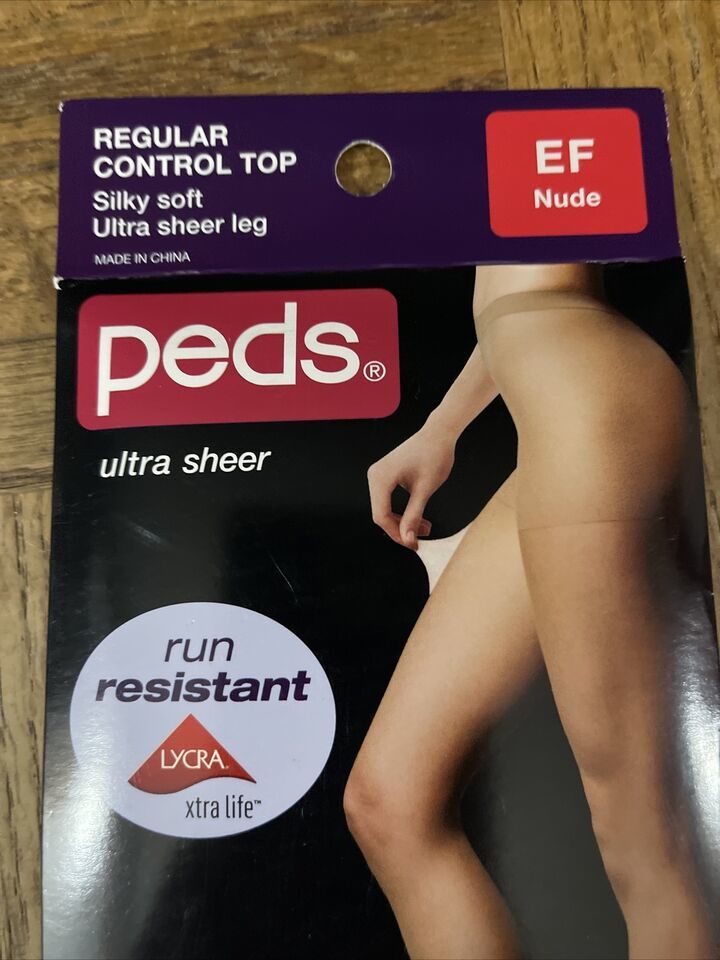 REGULAR
CONTROL TOP
Silky soft
Ultra sheer leg
MADE IN CHINA
EF
Nude
peds®
ultra sheer
run
resistant
LYCRA®
xtra life™